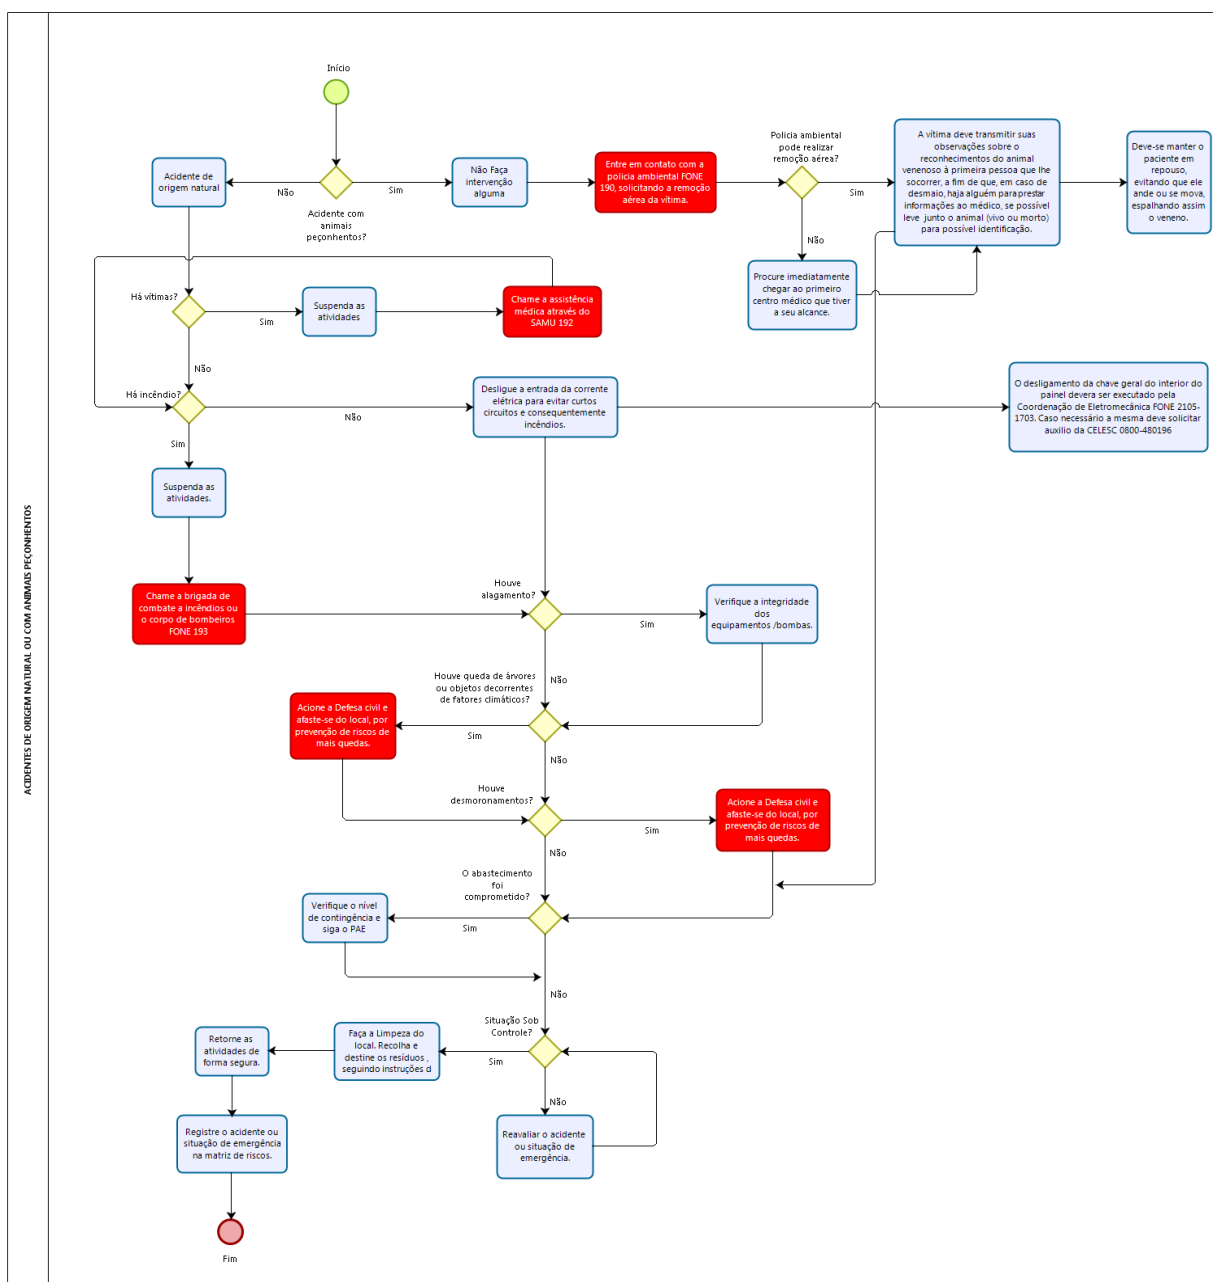 ACIDENTES DE ORIGEM NATURAL OU COM ANIMAIS PEÇONHENTOS
Início
Acidente de
origem natural
Não
Sim
Acidente com
animais
peçonhentos?
Não Faça
intervenção
alguma
Entre em contato com a
policia ambiental FONE
190, solicitando a remoção
aérea da vítima.
Policia ambiental
pode realizar
remoção aérea?
Sim
Não
A vítima deve transmitir suas
observações sobre o
reconhecimentos do animal
venenoso à primeira pessoa que lhe
socorrer, a fim de que, em caso de
desmaio, haja alguém para prestar
informações ao médico, se possível
leve  junto o animal (vivo ou morto)
para possível identificação.
Deve-se manter o
paciente em
repouso,
evitando que ele
ande ou se mova,
espalhando assim
o veneno.
Procure imediatamente
chegar ao primeiro
centro médico que tiver
a seu alcance.
Há vítimas?
Sim
Suspenda as
atividades
Chame a assistência
médica através do
SAMU 192
Não
Há incêndio?
Não
Desligue a entrada da corrente
elétrica para evitar curtos
circuitos e consequentemente
incêndios.
O desligamento da chave geral do interior do
painel devera ser executado pela
Coordenação de Eletromecânica FONE 2105-
1703. Caso necessário a mesma deve solicitar
auxilio da CELESC 0800-480196
Sim
Suspenda as
atividades.
Chame a brigada de
combate a incêndios ou
o corpo de bombeiros
FONE 193
Houve
alagamento?
Sim
Verifique a integridade
dos
equipamentos /bombas.
Não
Houve queda de árvores
ou objetos decorrentes
de fatores climáticos?
Sim
Acione a Defesa civil e
afaste-se do local, por
prevenção de riscos de
mais quedas.
Não
Houve
desmoronamentos?
Sim
Acione a Defesa civil e
afaste-se do local, por
prevenção de riscos de
mais quedas.
Não
O abastecimento
foi
comprometido?
Sim
Verifique o nível
de contingência e
siga o PAE
Não
Situação Sob
Controle?
Sim
Faça a Limpeza do
local. Recolha e
destine os resíduos ,
seguindo instruções d
Retorne as
atividades de
forma segura.
Não
Reavaliar o acidente
ou situação de
emergência.
Registre o acidente ou
situação de emergência
na matriz de riscos.
Fim